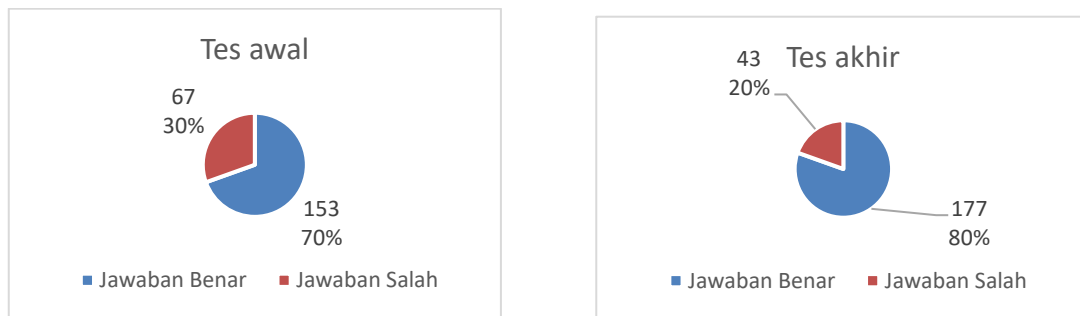 Tes awal
67
30%
153
70%
Jawaban Benar Jawaban Salah
Tes akhir
43
20%
177
80%
Jawaban Benar Jawaban Salah